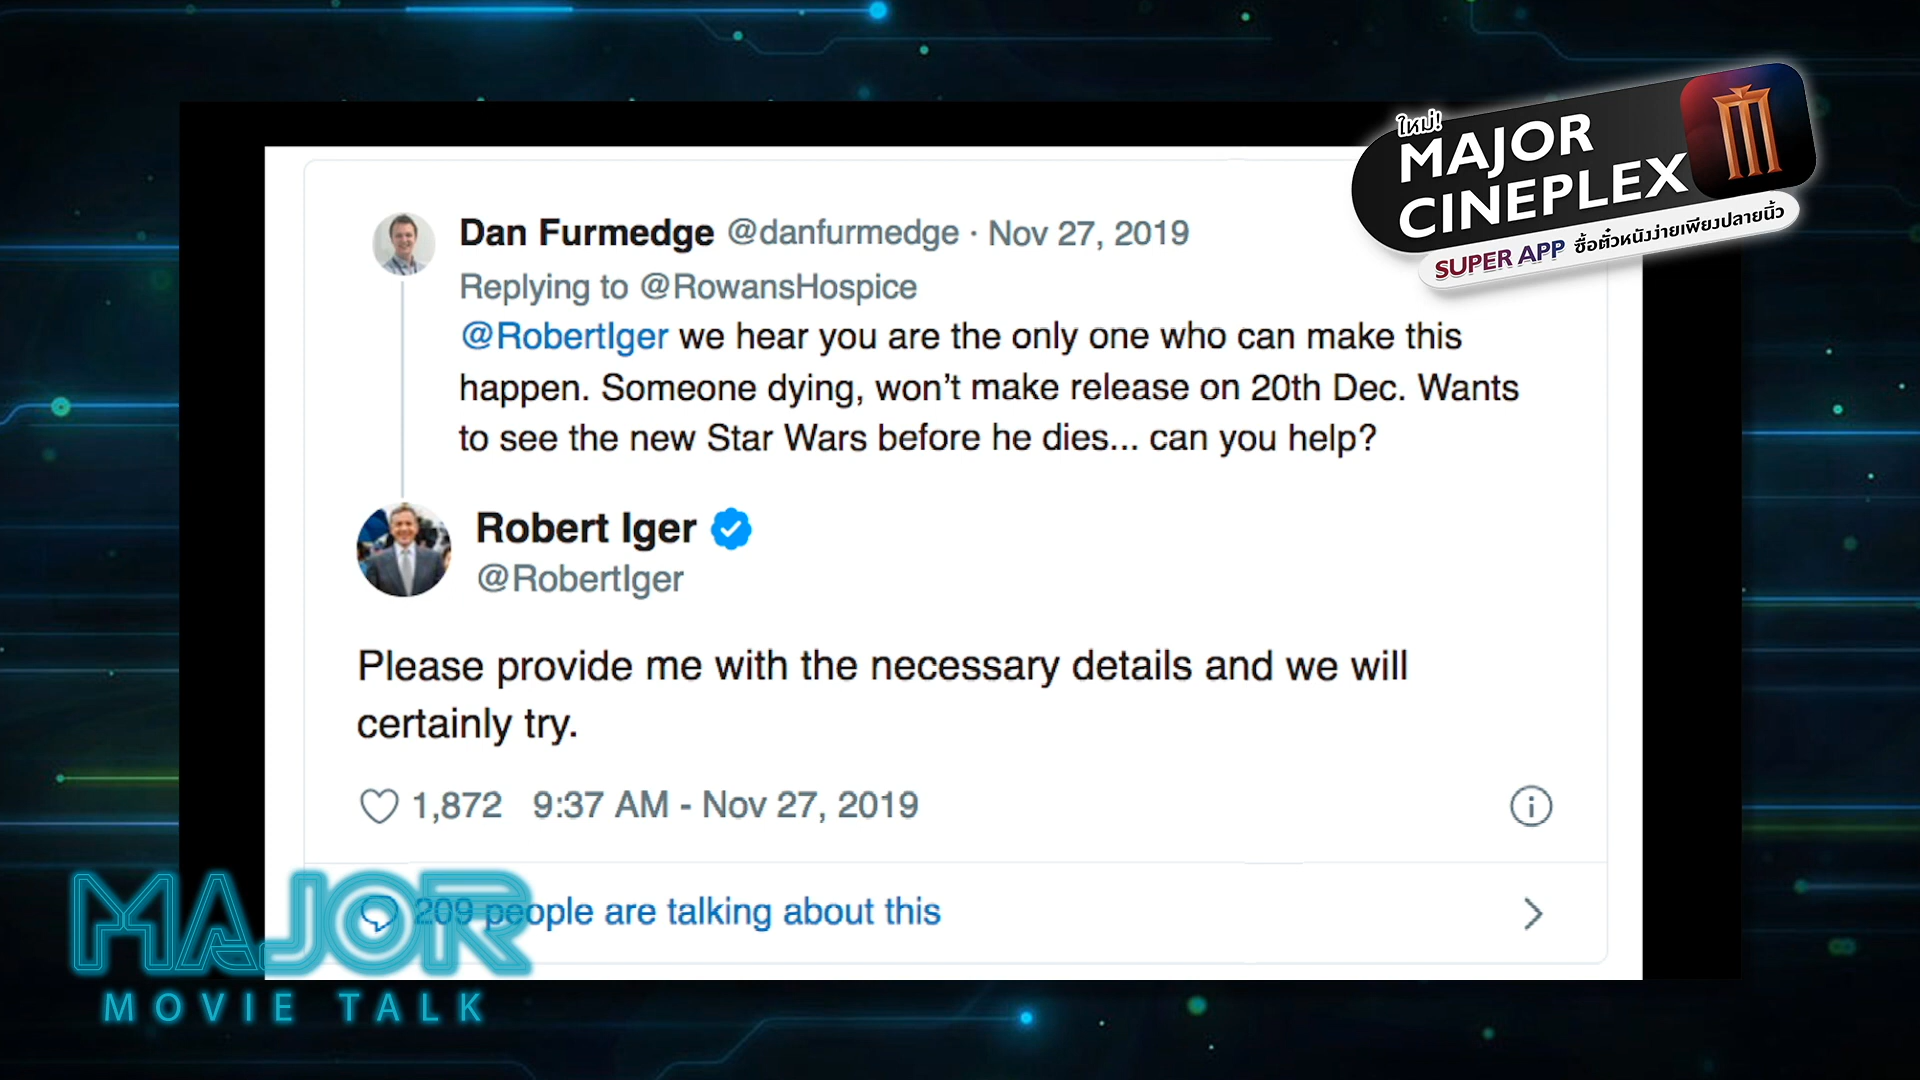 ใหม่!
MAJOR
CINEPLEX
SUPER APP ซื้อตั๋วหนังง่ายเพียงปลายนิ้ว
Dan Furmedge @danfurmedge · Nov 27, 2019
Replying to @RowansHospice
@RobertIger we hear you are the only one who can make this
happen. Someone dying, won't make release on 20th Dec. Wants
to see the new Star Wars before he dies... can you help?
Robert Iger
@RobertIger
Please provide me with the necessary details and we will
certainly try.
1,872 9:37 AM - Nov 27, 2019
209 people are talking about this
MAJOR
MOVIE TALK